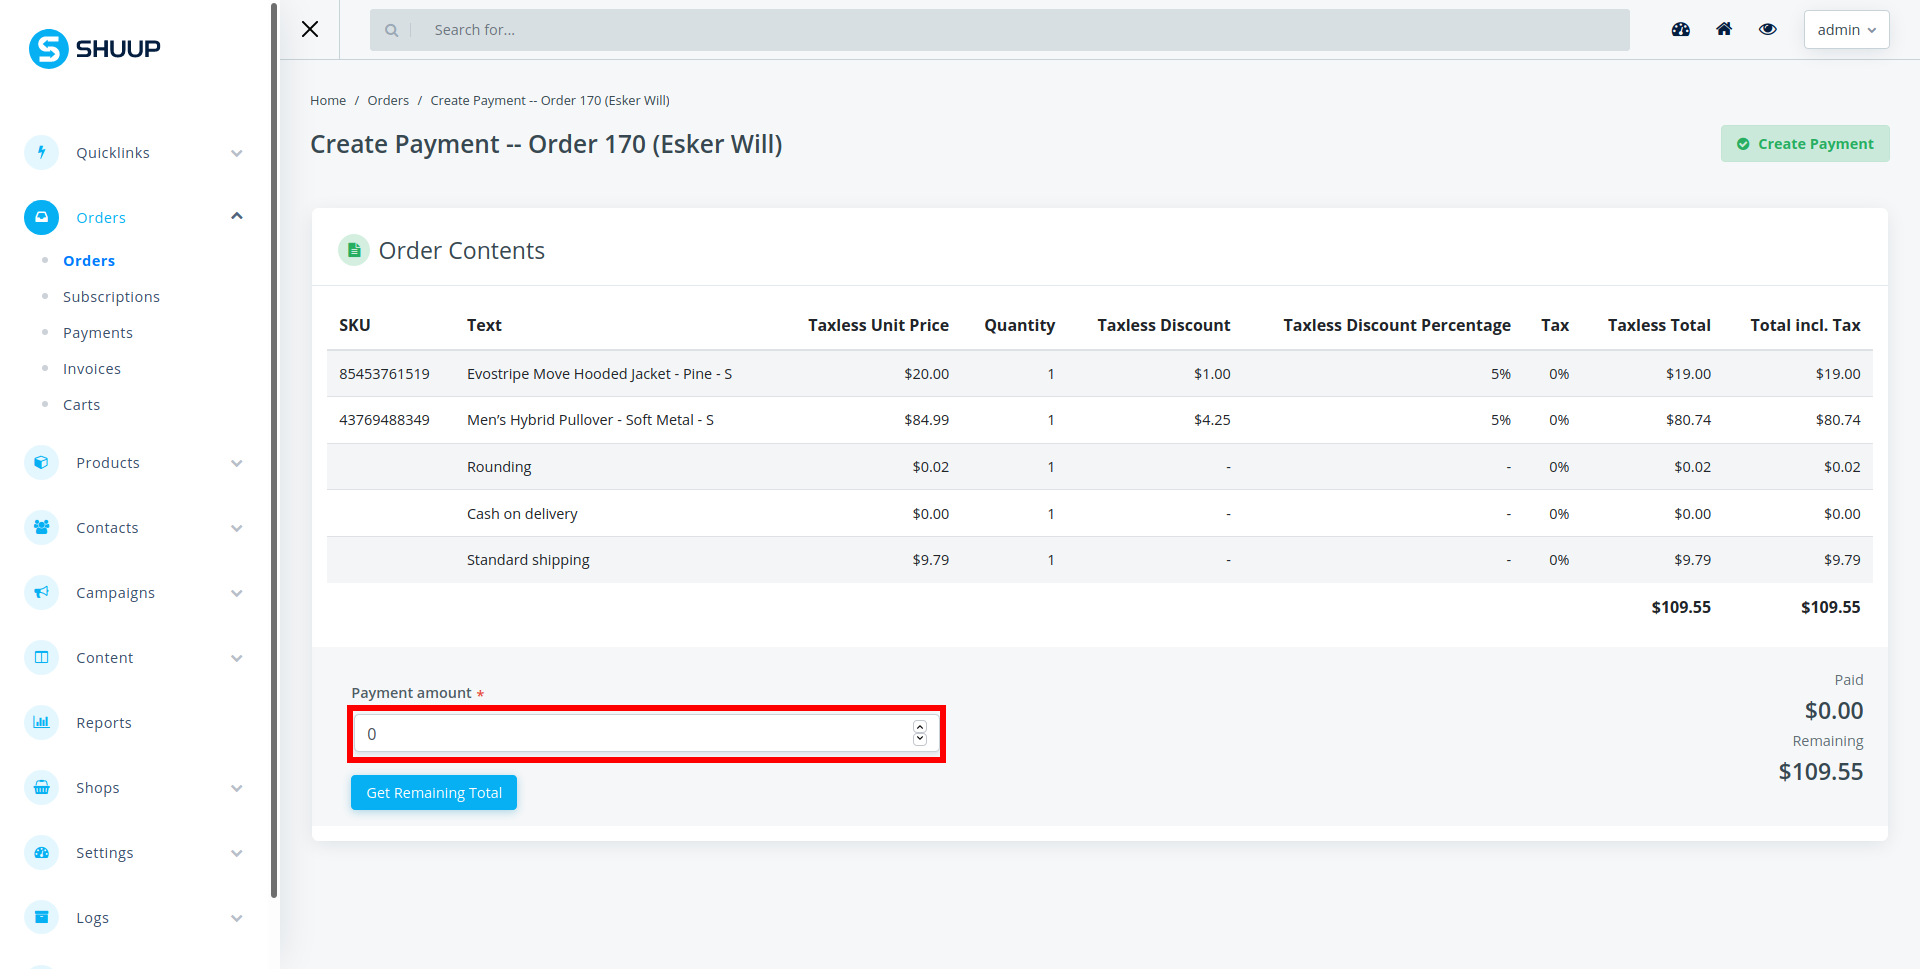 SHUUP
Search for...
admin
Quicklinks
Orders
Orders
Subscriptions
Payments
Invoices
Carts
Products
Contacts
Campaigns
Content
Reports
Shops
Settings
Logs
Home / Orders / Create Payment -- Order 170 (Esker Will)
Create Payment -- Order 170 (Esker Will)
Create Payment
Order Contents
SKU Text Taxless Unit Price Quantity Taxless Discount Taxless Discount Percentage Tax Taxless Total Total incl. Tax
85453761519 Evostripe Move Hooded Jacket - Pine - S $20.00 1 $1.00 5% 0% $19.00 $19.00
43769488349 Men’s Hybrid Pullover - Soft Metal - S $84.99 1 $4.25 5% 0% $80.74 $80.74
Rounding $0.02 1 - - 0% $0.02 $0.02
Cash on delivery $0.00 1 - - 0% $0.00 $0.00
Standard shipping $9.79 1 - - 0% $9.79 $9.79
$109.55 $109.55
Payment amount *
0
Get Remaining Total
Paid
$0.00
Remaining
$109.55